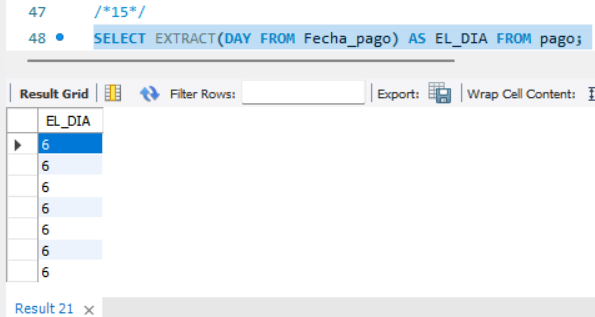 47 /*15*/
48 SELECT EXTRACT(DAY FROM Fecha_pago) AS EL_DIA FROM pago;
Result Grid Filter Rows: Export: Wrap Cell Content:
EL_DIA
6
6
6
6
6
6
6
Result 21 ×